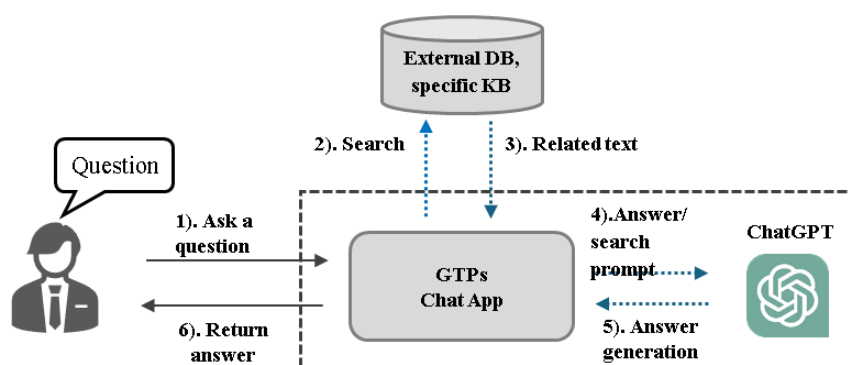 External DB,
specific KB
2). Search
3). Related text
Question
1). Ask a
question
4).Answer/
search
prompt
ChatGPT
GTPs
Chat App
6). Return
answer
5). Answer
generation